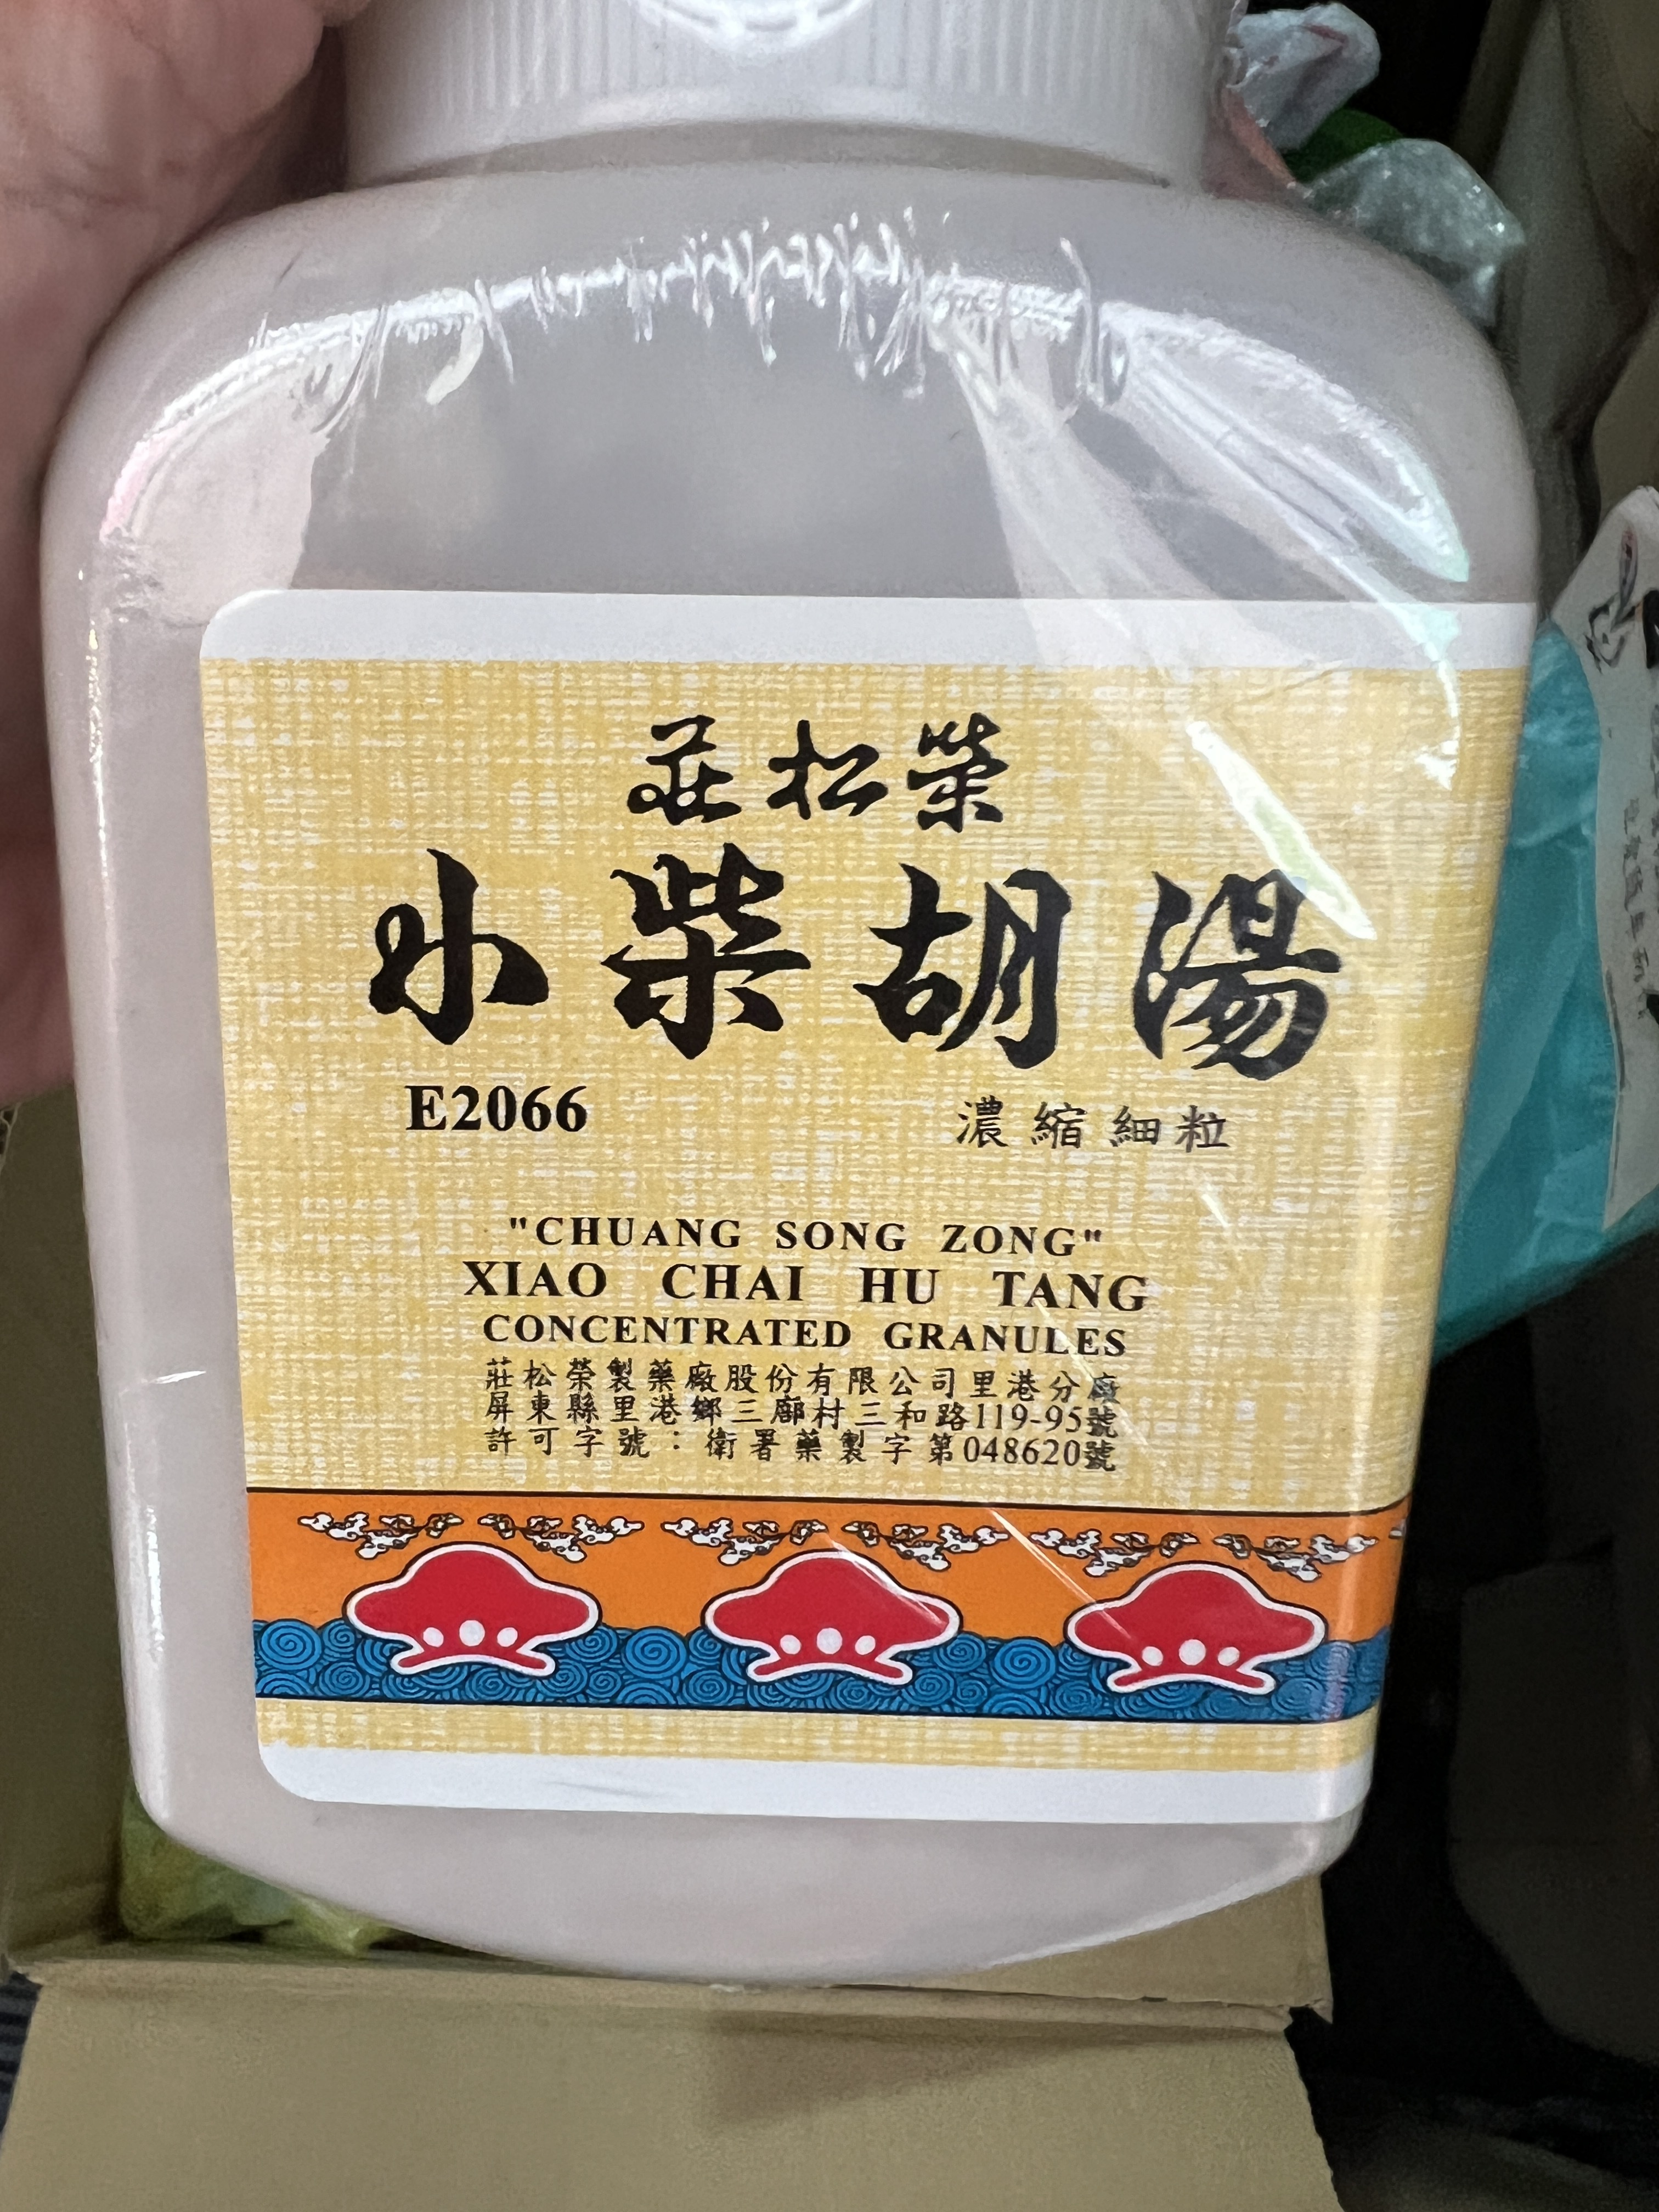 莊松榮
小柴胡湯
E2066 濃縮細粒
"CHUANG SONG ZONG"
XIAO CHAI HU TANG
CONCENTRATED GRANULES
莊松榮製藥廠股份有限公司里港分廠
屏東縣里港鄉三廍村三和路119-95號
許可字號：衛署藥製字第048620號